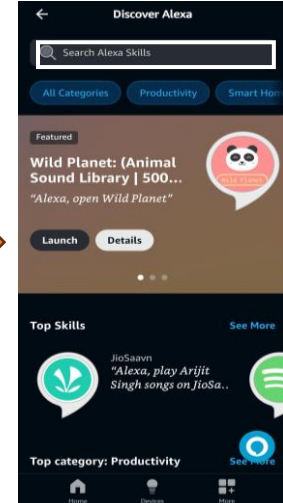 Discover Alexa
Search Alexa Skills
All Categories
Productivity
Smart Hom
Featured
Wild Planet: (Animal
Sound Library | 500...
"Alexa, open Wild Planet"
Wild Planet
Launch
Details
Top Skills
See More
JioSaavn
"Alexa, play Arijit
Singh songs on JioSa..
Top category: Productivity
See More
Home
Devices
More